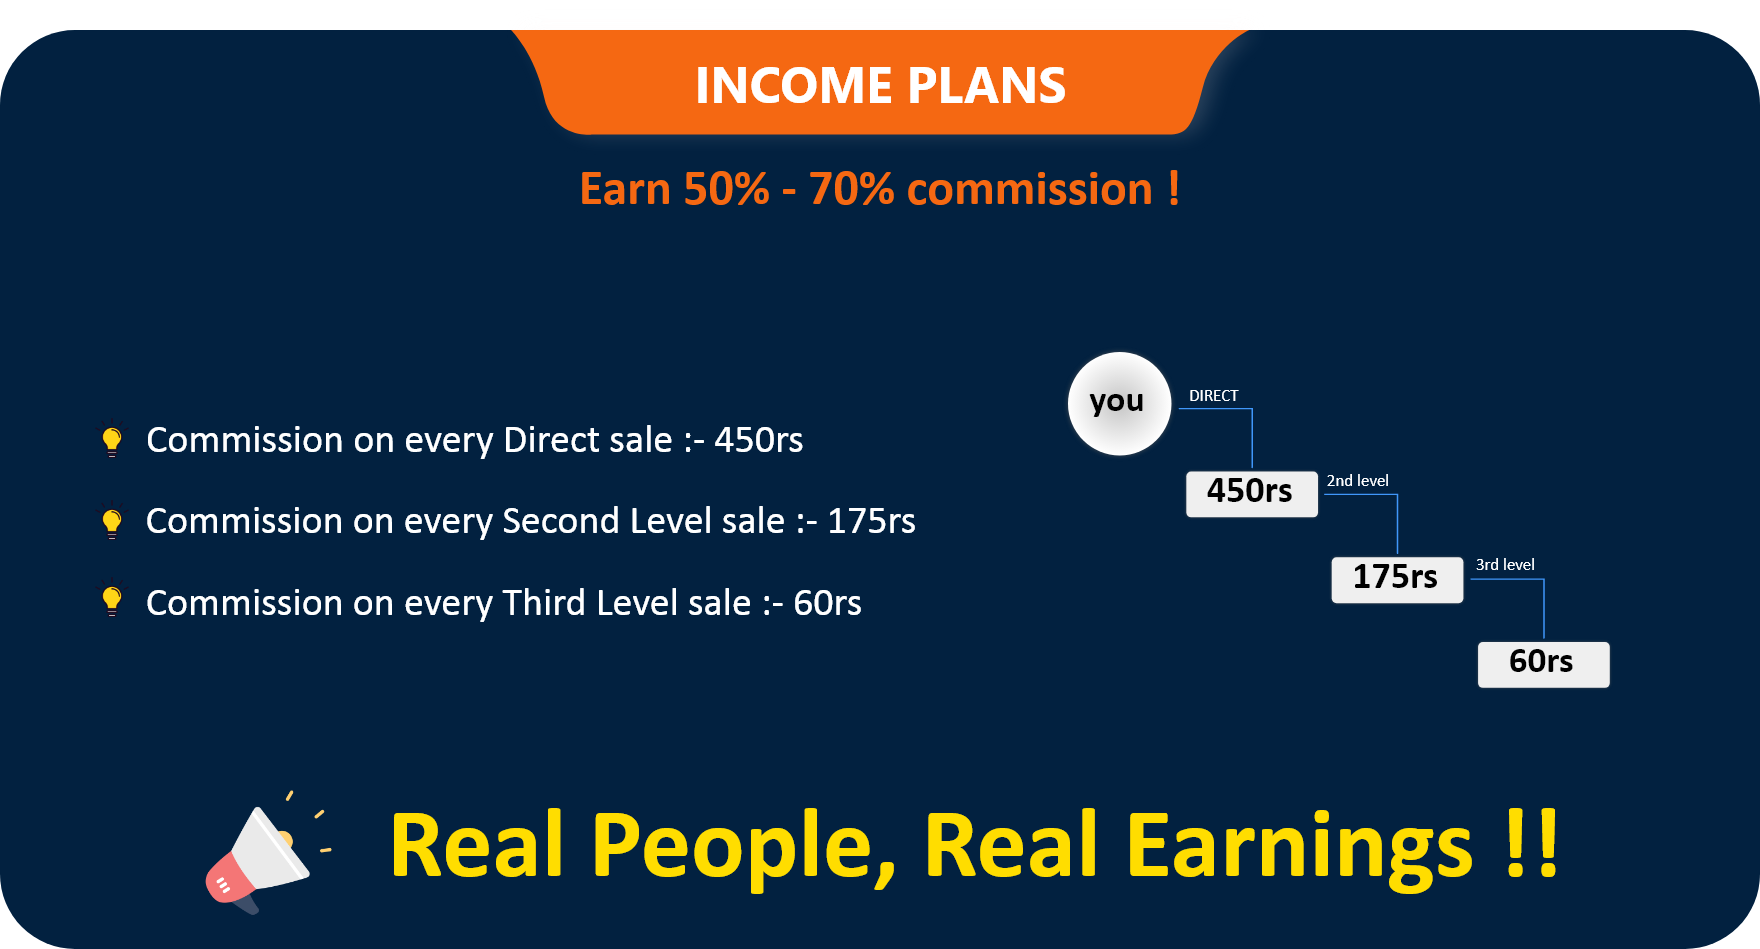 INCOME PLANS
Earn 50% - 70% commission !
Commission on every Direct sale :- 450rs
Commission on every Second Level sale :- 175rs
Commission on every Third Level sale :- 60rs
you
DIRECT
450rs
2nd level
175rs
3rd level
60rs
Real People, Real Earnings !!